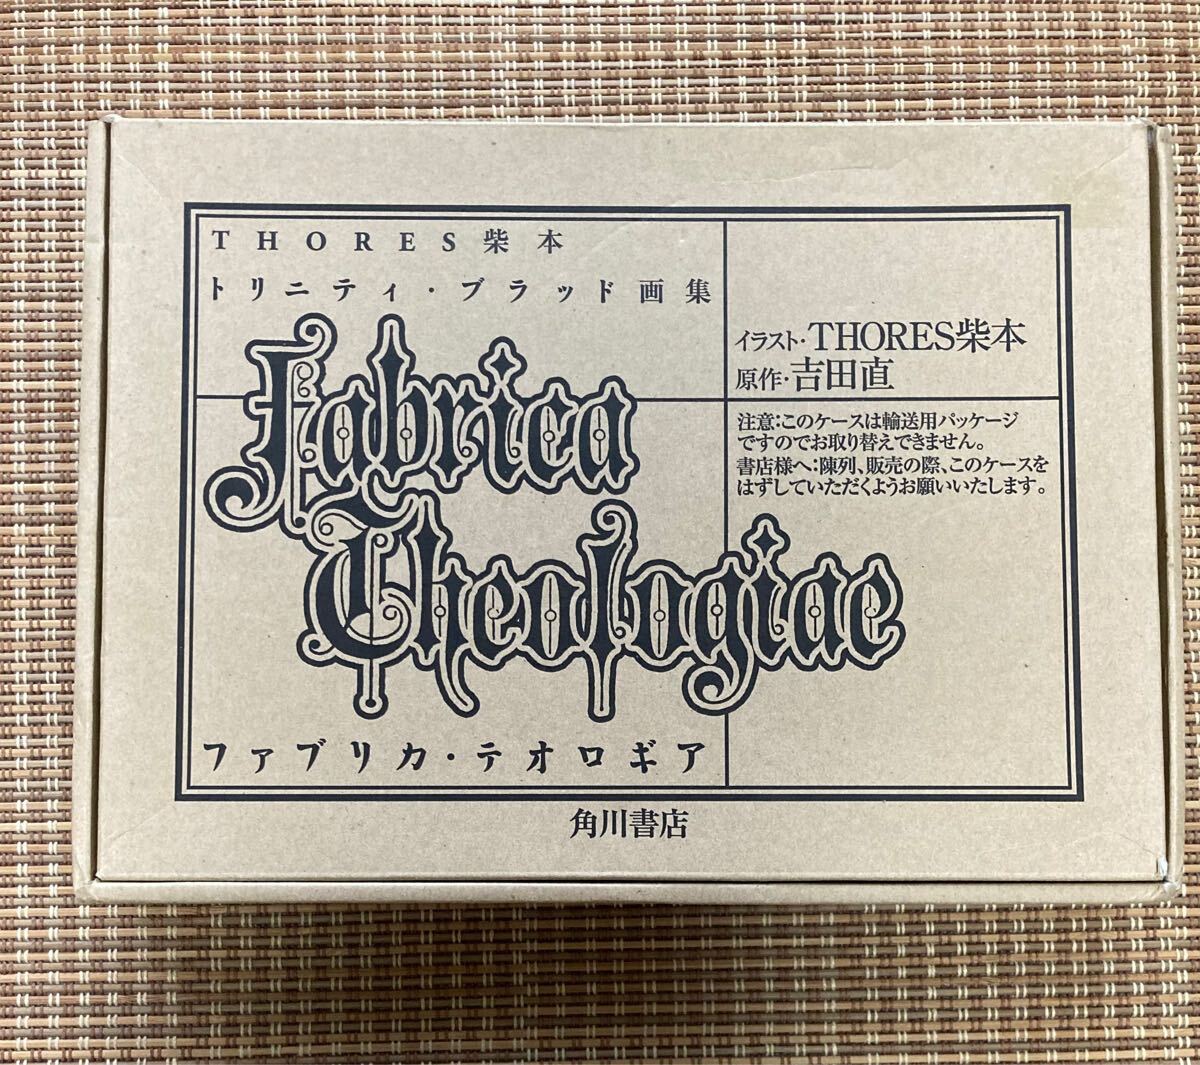 THORES柴本
トリニティ・ブラッド画集
Fabrica
Theologiae
ファブリカ・テオロギア
イラスト・THORES柴本
原作・吉田直
注意:このケースは輸送用パッケージ
ですのでお取り替えできません。
書店様へ:陳列、販売の際、このケースを
はずしていただくようお願いいたします。
角川書店